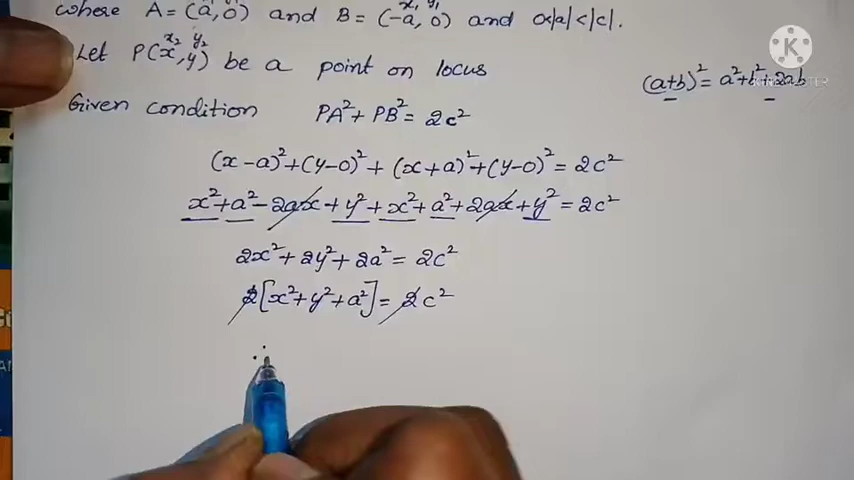 where A = (a, 0) and B = (-a, 0) and 0<|a|<|c|.
x₂ y₂
Let P(x, y) be a point on locus
(a+b)² = a²+b²+2ab
Given condition PA² + PB² = 2c²
(x-a)² + (y-0)² + (x+a)² + (y-0)² = 2c²
x²+a²-2ax+y²+x²+a²+2ax+y² = 2c²
2x²+2y²+2a² = 2c²
2[x²+y²+a²] = 2c²
∴